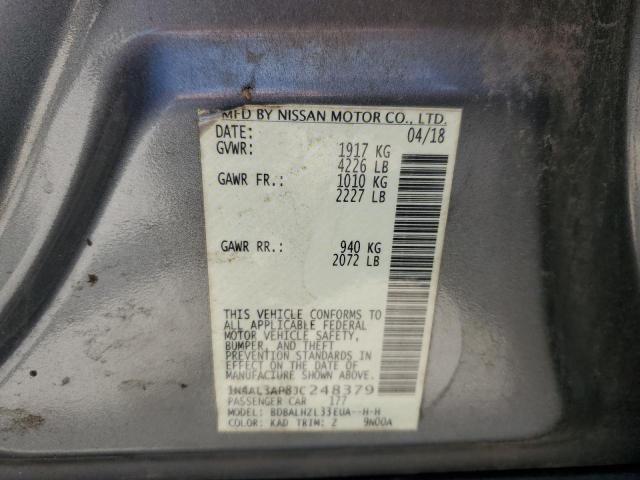 MFD BY NISSAN MOTOR CO., LTD.
DATE: 04/18
GVWR: 1917 KG
4226 LB
GAWR FR.: 1010 KG
2227 LB
GAWR RR.: 940 KG
2072 LB
THIS VEHICLE CONFORMS TO
ALL APPLICABLE FEDERAL
MOTOR VEHICLE SAFETY,
BUMPER, AND THEFT
PREVENTION STANDARDS IN
EFFECT ON THE DATE OF
MANUFACTURE SHOWN ABOVE.
1N4AL3AP8JC248379
PASSENGER CAR 177
MODEL: BDBALHZL33EUA--H-H
COLOR: KAD TRIM: Z 9N00A